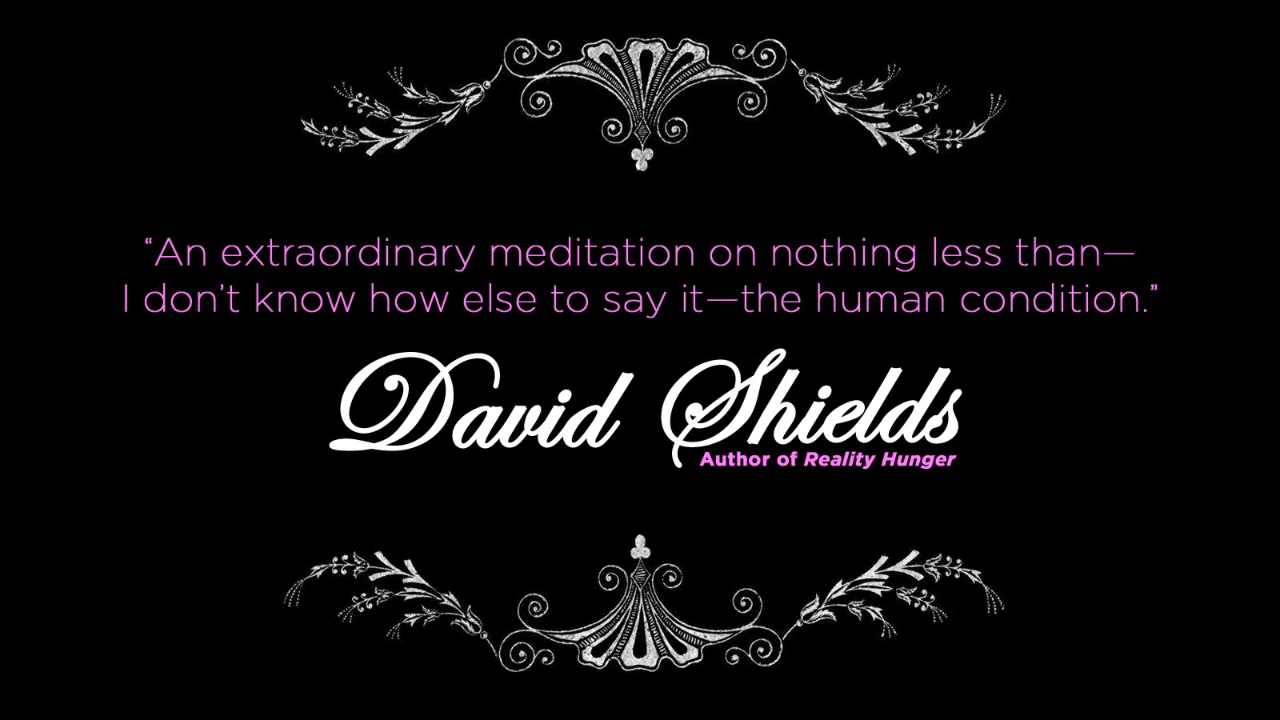 “An extraordinary meditation on nothing less than—
I don’t know how else to say it—the human condition.”
David Shields
Author of Reality Hunger